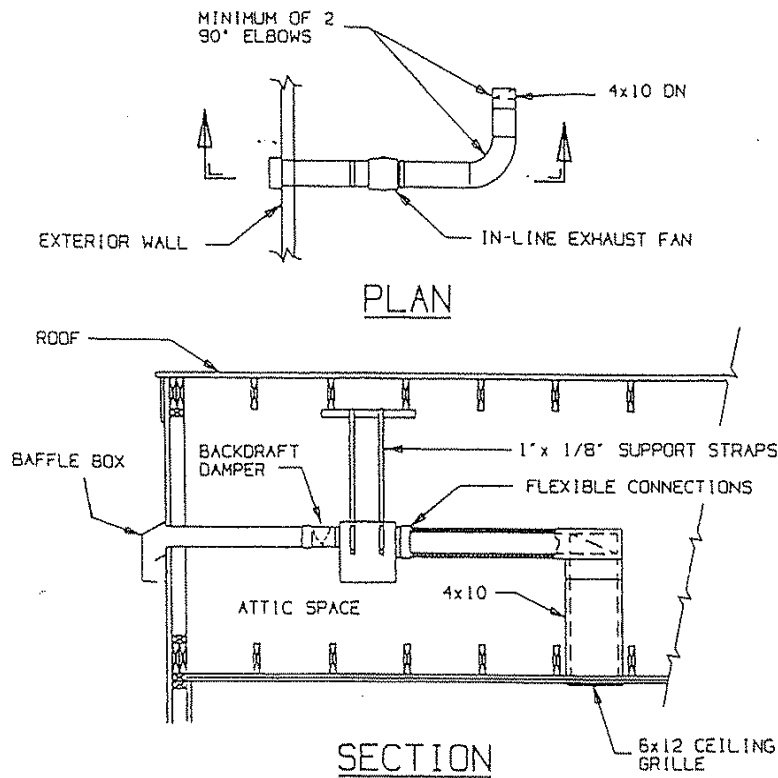 MINIMUM OF 2
90° ELBOWS
4x10 DN
EXTERIOR WALL
IN-LINE EXHAUST FAN
PLAN
ROOF
BAFFLE BOX
BACKDRAFT
DAMPER
1"x 1/8" SUPPORT STRAPS
FLEXIBLE CONNECTIONS
ATTIC SPACE
4x10
6x12 CEILING
GRILLE
SECTION